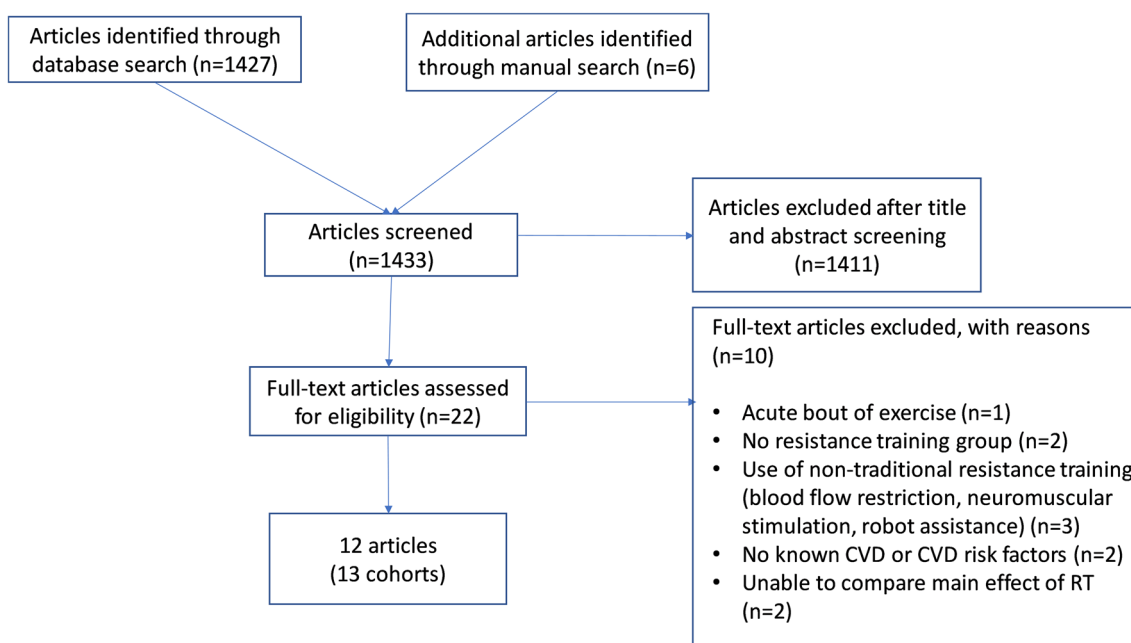 Articles identified through
database search (n=1427)
Additional articles identified
through manual search (n=6)
Articles screened
(n=1433)
Articles excluded after title
and abstract screening
(n=1411)
Full-text articles assessed
for eligibility (n=22)
Full-text articles excluded, with reasons
(n=10)
• Acute bout of exercise (n=1)
• No resistance training group (n=2)
• Use of non-traditional resistance training
(blood flow restriction, neuromuscular
stimulation, robot assistance) (n=3)
• No known CVD or CVD risk factors (n=2)
• Unable to compare main effect of RT
(n=2)
12 articles
(13 cohorts)